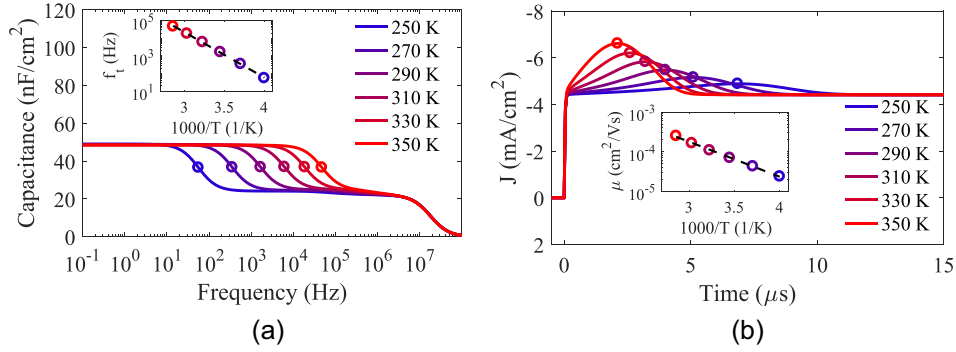 120
100
80
60
40
20
0
Capacitance (nF/cm²)
10⁻¹ 10⁰ 10¹ 10² 10³ 10⁴ 10⁵ 10⁶ 10⁷
Frequency (Hz)
10⁵
10³
10¹
fₜ (Hz)
3 3.5 4
1000/T (1/K)
250 K
270 K
290 K
310 K
330 K
350 K
(a)
-8
-6
-4
-2
0
2
J (mA/cm²)
0 5 10 15
Time (μs)
10⁻³
10⁻⁴
10⁻⁵
μ (cm²/Vs)
3 3.5 4
1000/T (1/K)
250 K
270 K
290 K
310 K
330 K
350 K
(b)